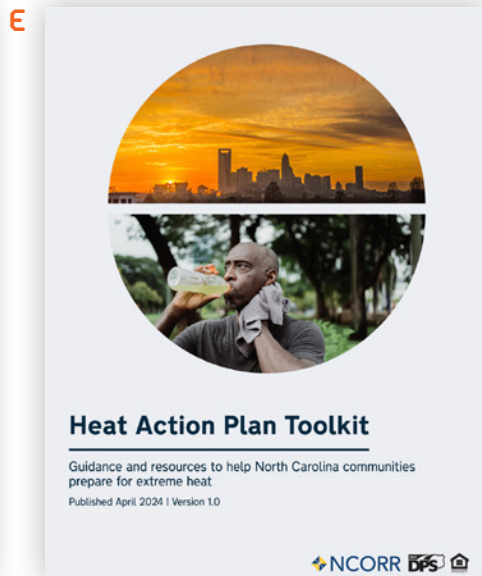 E
Heat Action Plan Toolkit
Guidance and resources to help North Carolina communities
prepare for extreme heat
Published April 2024 | Version 1.0
NCORR DPS